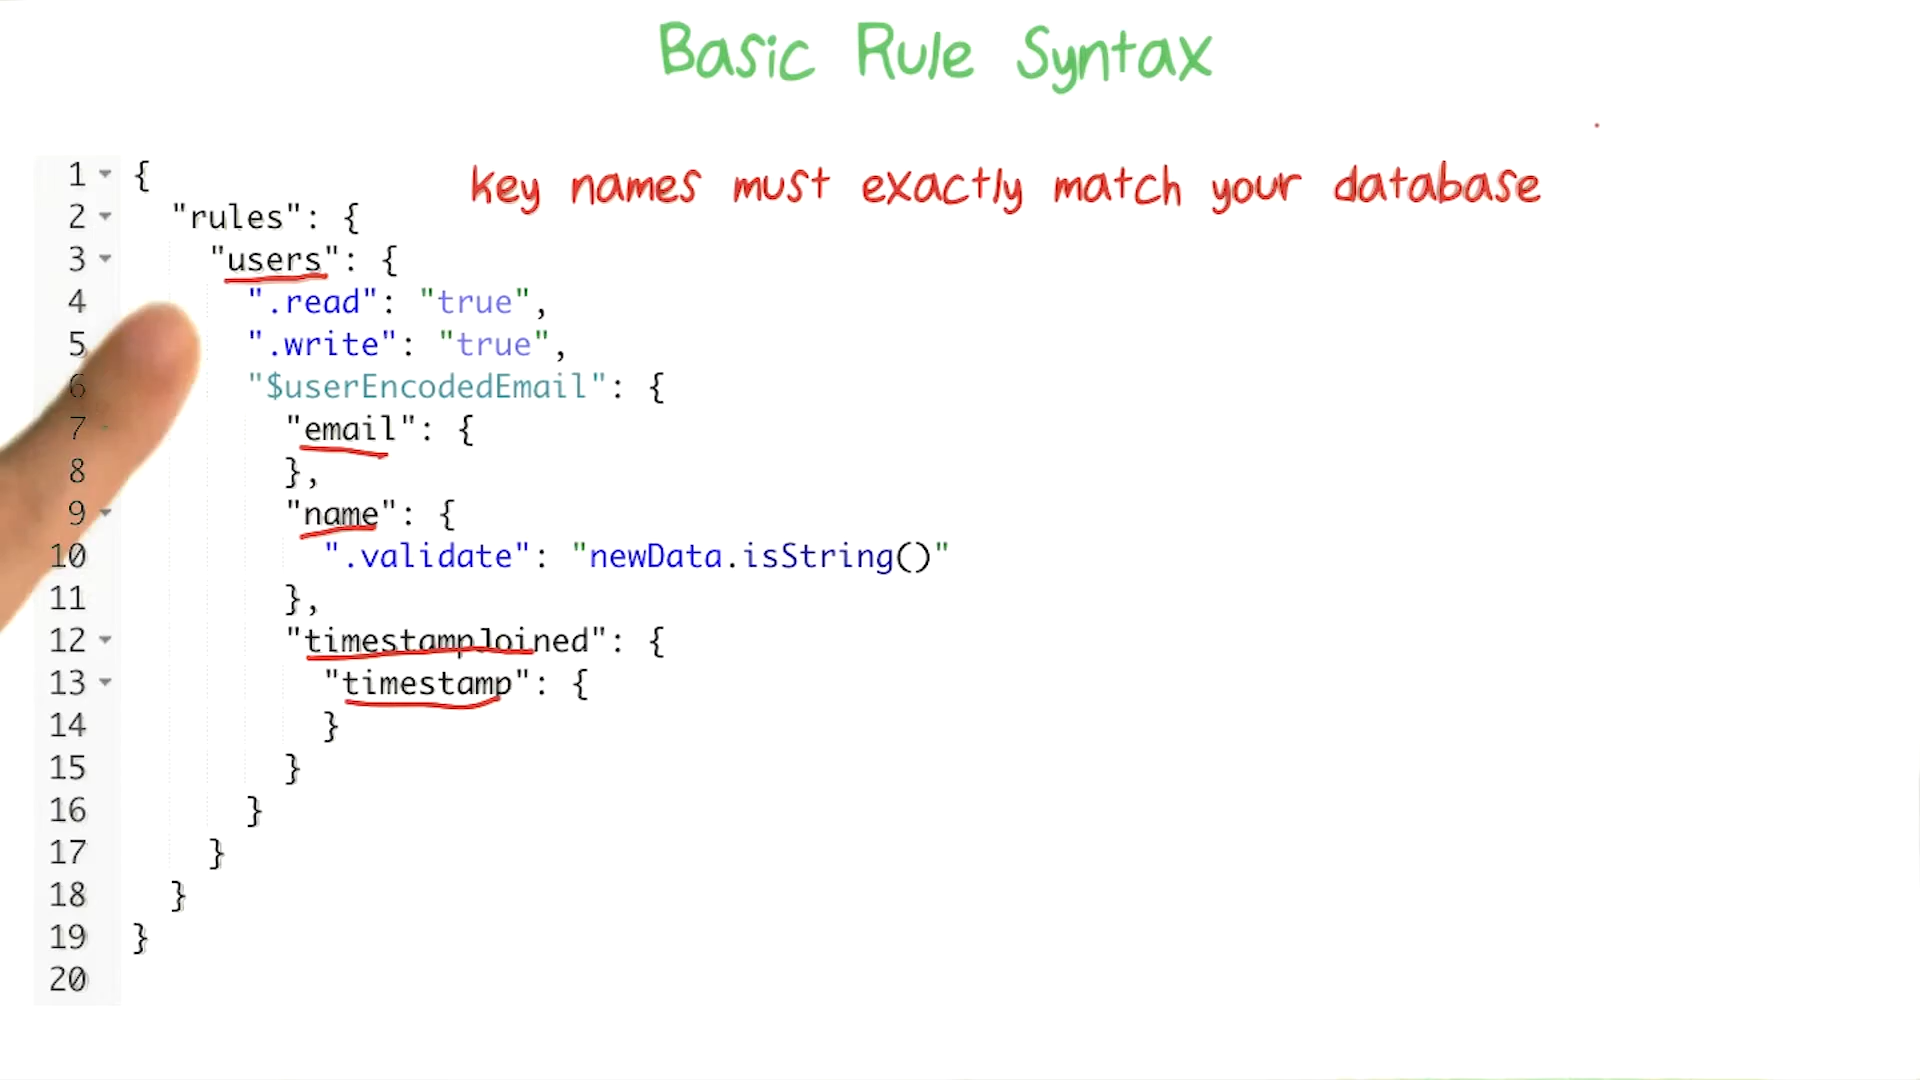 Basic Rule Syntax
key names must exactly match your database
1 {
2 "rules": {
3 "users": {
4 ".read": "true",
5 ".write": "true",
6 "$userEncodedEmail": {
7 "email": {
8 },
9 "name": {
10 ".validate": "newData.isString()"
11 },
12 "timestampJoined": {
13 "timestamp": {
14 }
15 }
16 }
17 }
18 }
19 }
20